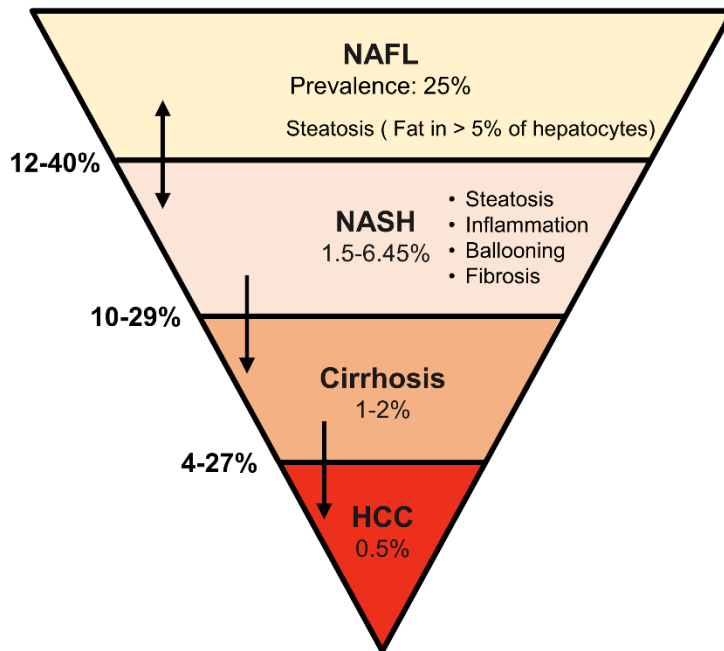 NAFL
Prevalence: 25%
Steatosis ( Fat in > 5% of hepatocytes)
12-40%
NASH
1.5-6.45%
• Steatosis
• Inflammation
• Ballooning
• Fibrosis
10-29%
Cirrhosis
1-2%
4-27%
HCC
0.5%